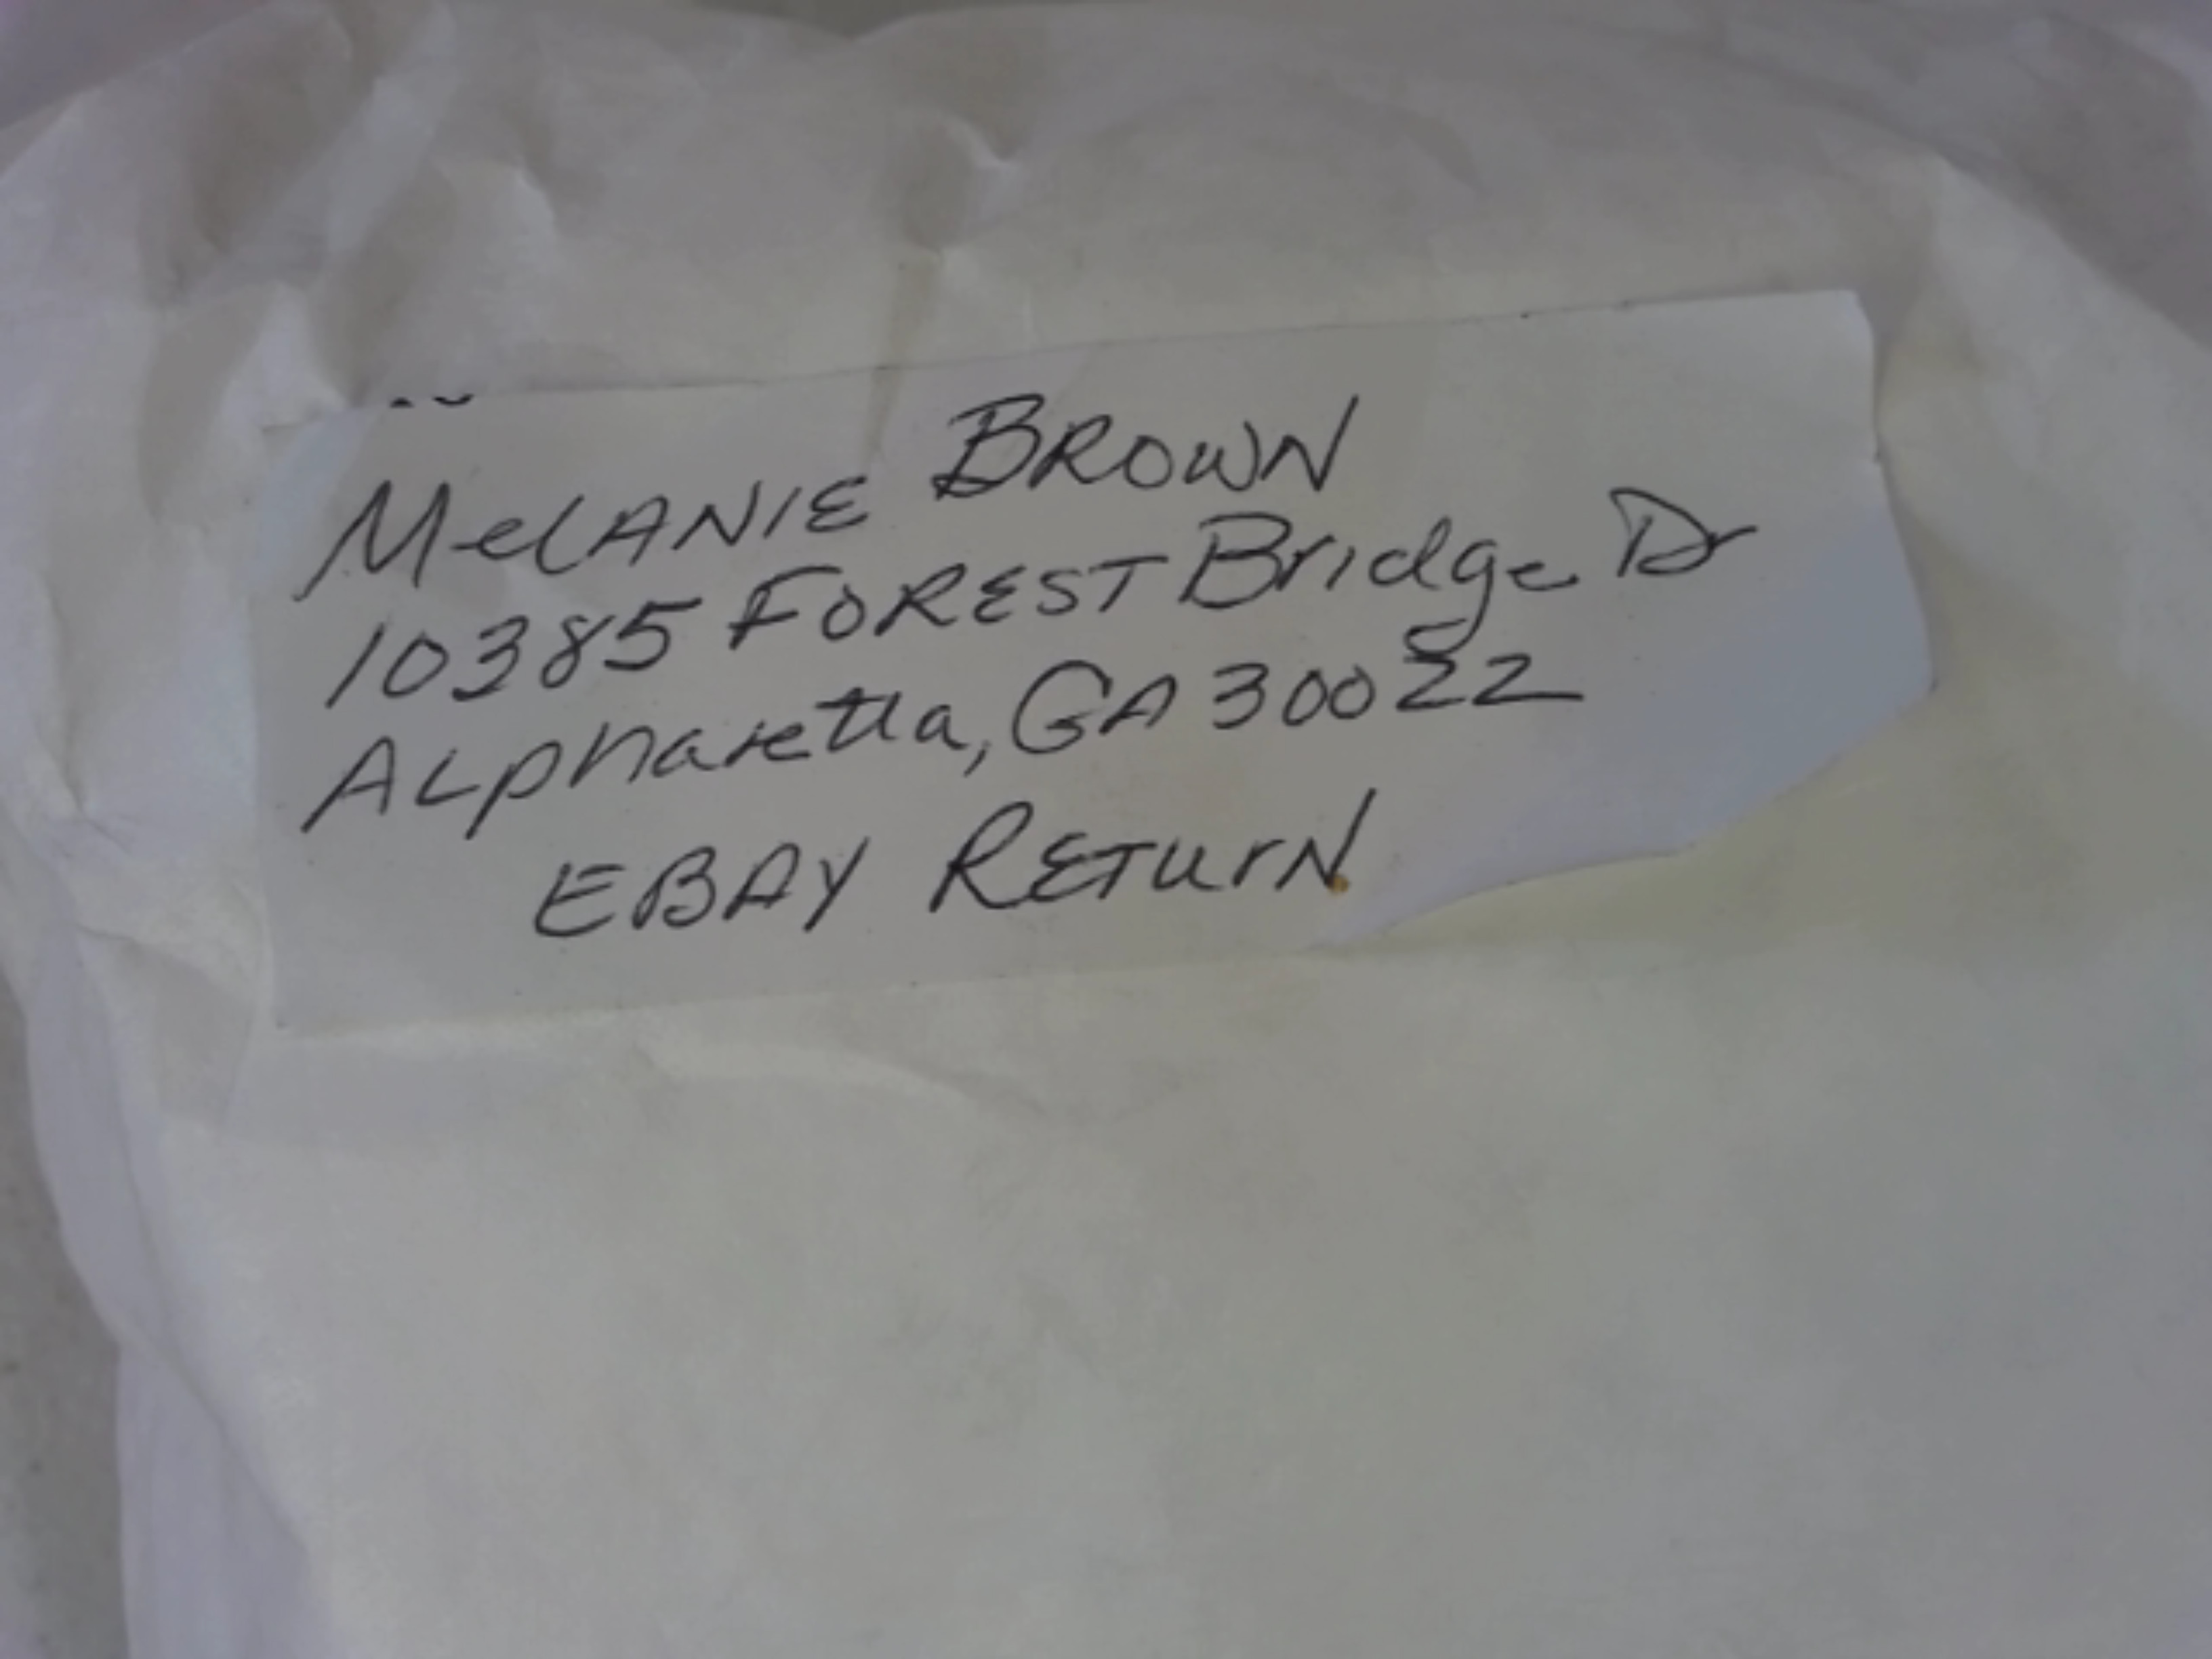 MelANIE BROWN
10385 FOREST Bridge Dr
ALpharetta, GA 30022
EBAY RETurN